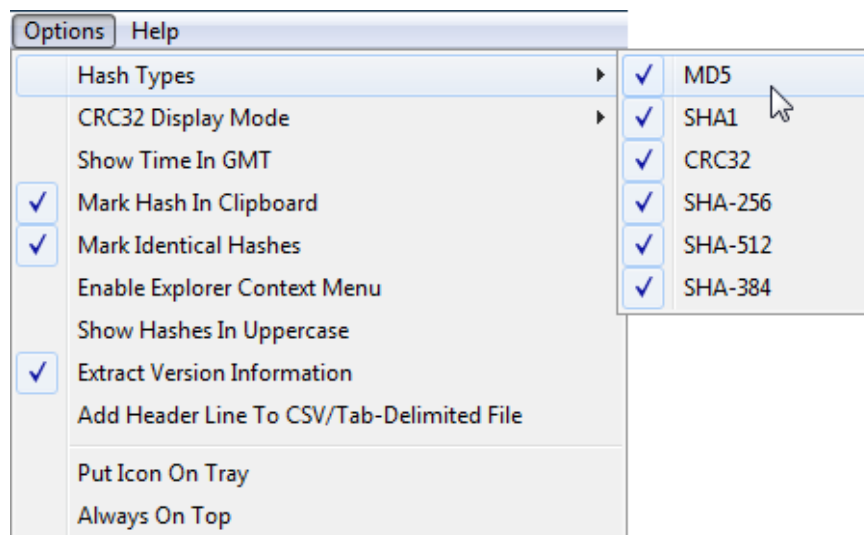 Options Help
Hash Types
CRC32 Display Mode
Show Time In GMT
Mark Hash In Clipboard
Mark Identical Hashes
Enable Explorer Context Menu
Show Hashes In Uppercase
Extract Version Information
Add Header Line To CSV/Tab-Delimited File
Put Icon On Tray
Always On Top
MD5
SHA1
CRC32
SHA-256
SHA-512
SHA-384